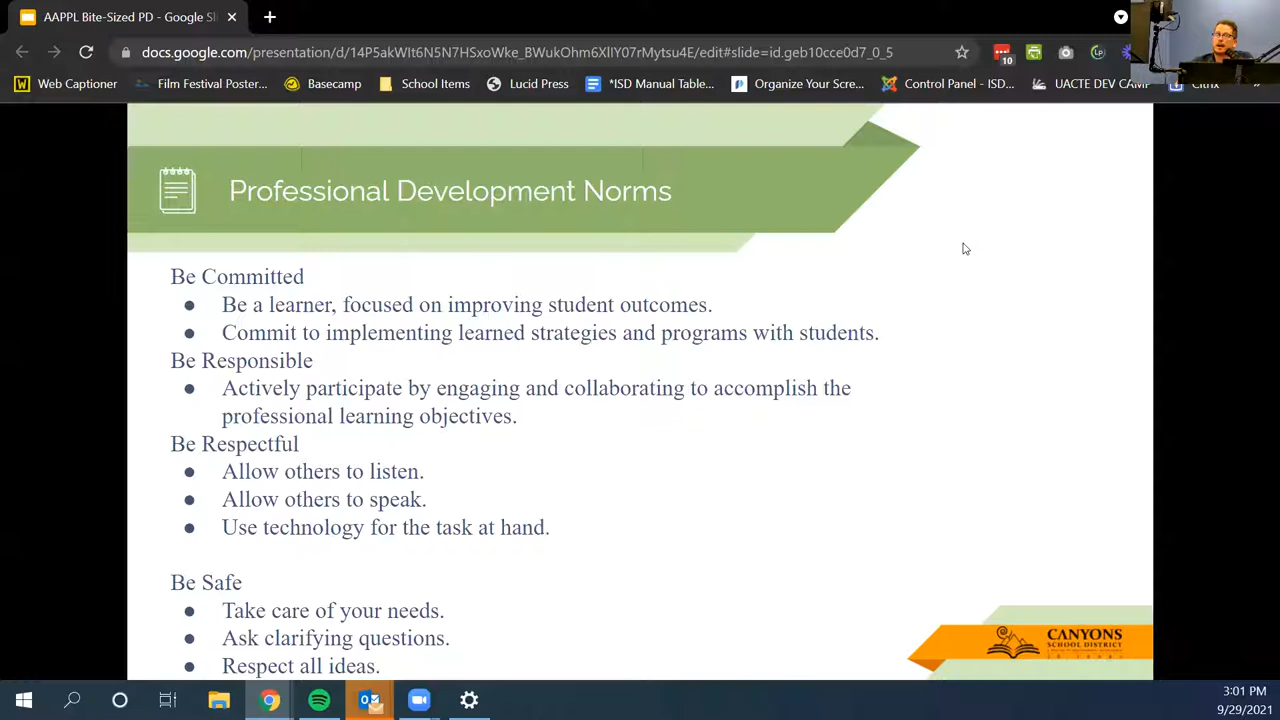 AAPPL Bite-Sized PD - Google Sl
docs.google.com/presentation/d/14P5akWIt6N5N7HSxoWke_BWukOhm6XlIY07rMytsu4E/edit#slide=id.geb10cce0d7_0_5
10
Lp
Web Captioner
Film Festival Poster...
Basecamp
School Items
Lucid Press
*ISD Manual Table...
Organize Your Scre...
Control Panel - ISD...
UACTE DEV CAMP
Citrix
»
Professional Development Norms
Be Committed
● Be a learner, focused on improving student outcomes.
● Commit to implementing learned strategies and programs with students.
Be Responsible
● Actively participate by engaging and collaborating to accomplish the
professional learning objectives.
Be Respectful
● Allow others to listen.
● Allow others to speak.
● Use technology for the task at hand.
Be Safe
● Take care of your needs.
● Ask clarifying questions.
● Respect all ideas.
CANYONS
SCHOOL DISTRICT
3:01 PM
9/29/2021